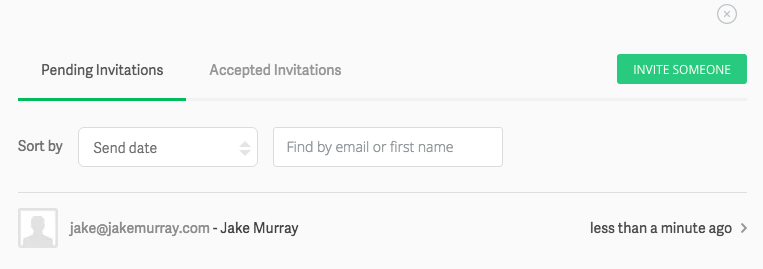 Pending Invitations Accepted Invitations INVITE SOMEONE
Sort by Send date Find by email or first name
jake@jakemurray.com - Jake Murray less than a minute ago